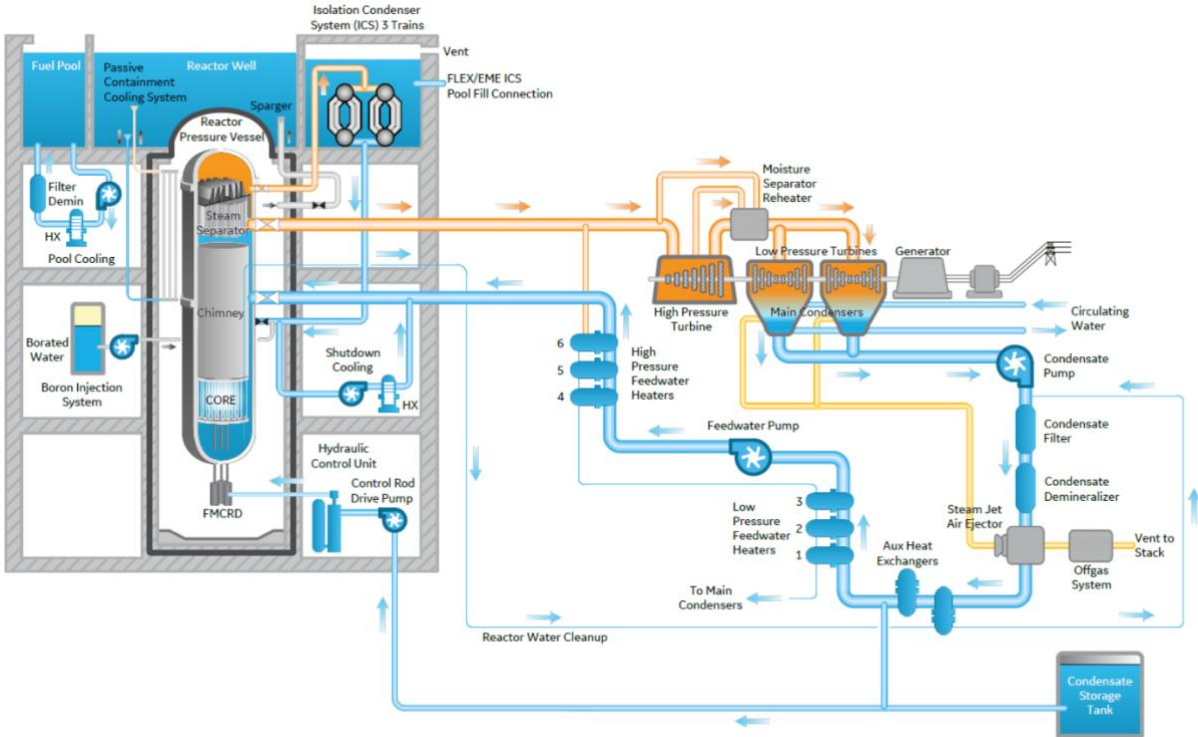 Isolation Condenser
System (ICS) 3 Trains
Vent
FLEX/EME ICS
Pool Fill Connection
Fuel Pool
Passive
Containment
Cooling System
Reactor Well
Sparger
Reactor
Pressure Vessel
Filter
Demin
HX
Pool Cooling
Steam
Separator
Chimney
CORE
Borated
Water
Boron Injection
System
Shutdown
Cooling
HX
Hydraulic
Control Unit
Control Rod
Drive Pump
FMCRD
Moisture
Separator
Reheater
Low Pressure Turbines
Generator
High Pressure
Turbine
Main Condensers
Circulating
Water
6
5
4
High
Pressure
Feedwater
Heaters
Condensate
Pump
Feedwater Pump
Condensate
Filter
Condensate
Demineralizer
3
2
1
Low
Pressure
Feedwater
Heaters
Steam Jet
Air Ejector
Aux Heat
Exchangers
Offgas
System
Vent to
Stack
To Main
Condensers
Reactor Water Cleanup
Condensate
Storage
Tank